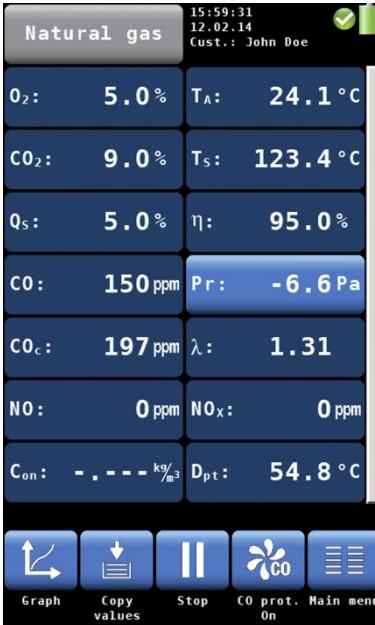 Natural gas
15:59:31
12.02.14
Cust.: John Doe
O₂: 5.0 %
Tᴀ: 24.1 °C
CO₂: 9.0 %
Ts: 123.4 °C
Qs: 5.0 %
η: 95.0 %
CO: 150 ppm
Pr: -6.6 Pa
COc: 197 ppm
λ: 1.31
NO: 0 ppm
NOx: 0 ppm
Con: -.--- kg/m³
Dpt: 54.8 °C
CO
Graph
Copy values
Stop
CO prot. On
Main menu